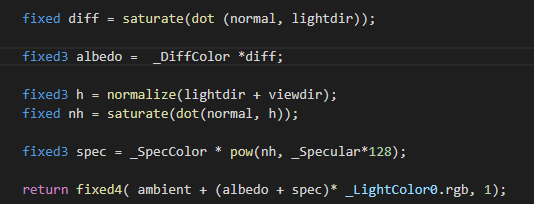 fixed diff = saturate(dot (normal, lightdir));
fixed3 albedo =  _DiffColor *diff;
fixed3 h = normalize(lightdir + viewdir);
fixed nh = saturate(dot(normal, h));
fixed3 spec = _SpecColor * pow(nh, _Specular*128);
return fixed4( ambient + (albedo + spec)* _LightColor0.rgb, 1);